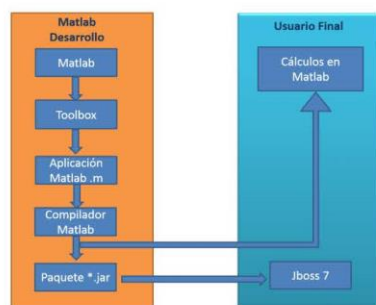 Matlab
Desarrollo
Matlab
Toolbox
Aplicación
Matlab .m
Compilador
Matlab
Paquete *.jar
Usuario Final
Cálculos en
Matlab
Jboss 7